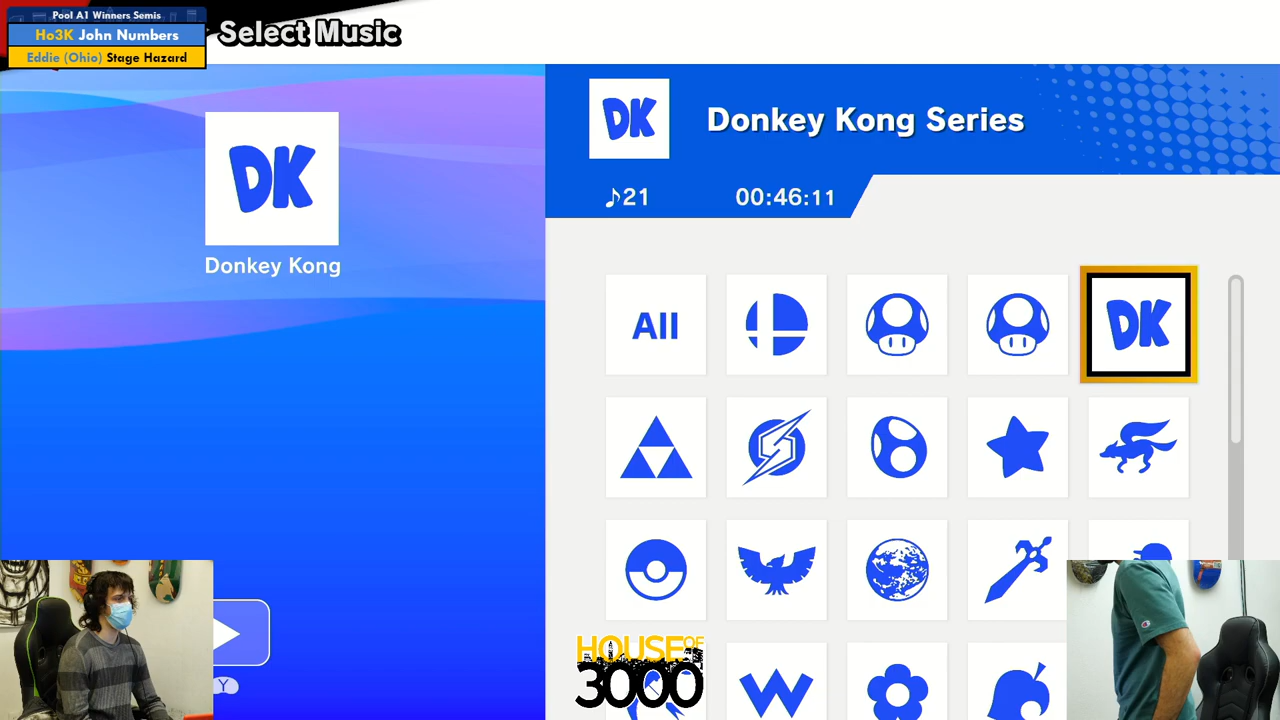 Pool A1 Winners Semis
Ho3K John Numbers
Eddie (Ohio) Stage Hazard
Select Music
DK
Donkey Kong
DK
Donkey Kong Series
♪21
00:46:11
All
DK
Y
HOUSE OF
3000